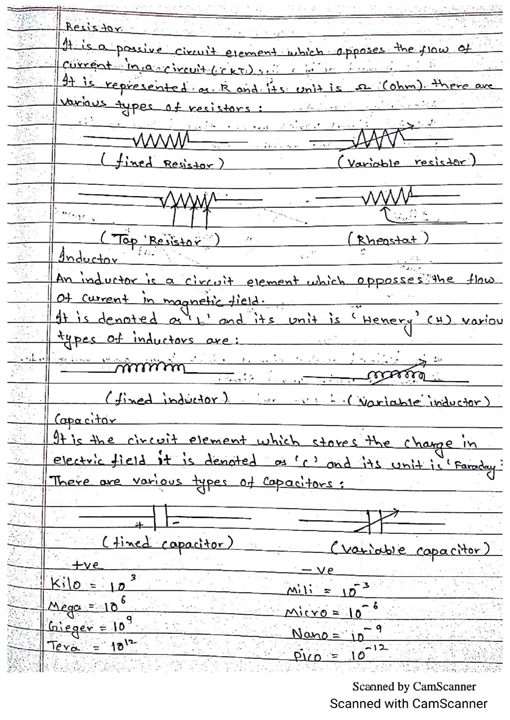 Resistor
It is a passive circuit element which opposes the flow of
current in a circuit (CKT).
It is represented as R and its unit is Ω (ohm). there are
various types of resistors :
(fixed Resistor) (Variable resistor)
(Tap Resistor) (Rheostat)
Inductor
An inductor is a circuit element which opposses the flow
of current in magnetic field.
It is denoted as 'L' and its unit is 'Henery' (H) variou
types of inductors are :
(fixed inductor) (variable inductor)
Capacitor
It is the circuit element which stores the charge in
electric field it is denoted as 'C' and its unit is 'Faraday'
There are various types of capacitors :
+ -
(fixed capacitor) (variable capacitor)
+ve - ve
Kilo = 10³ Mili = 10⁻³
Mega = 10⁶ Micro = 10⁻⁶
Gieger = 10⁹ Nano = 10⁻⁹
Tera = 10¹² Pico = 10⁻¹²
Scanned by CamScanner
Scanned with CamScanner